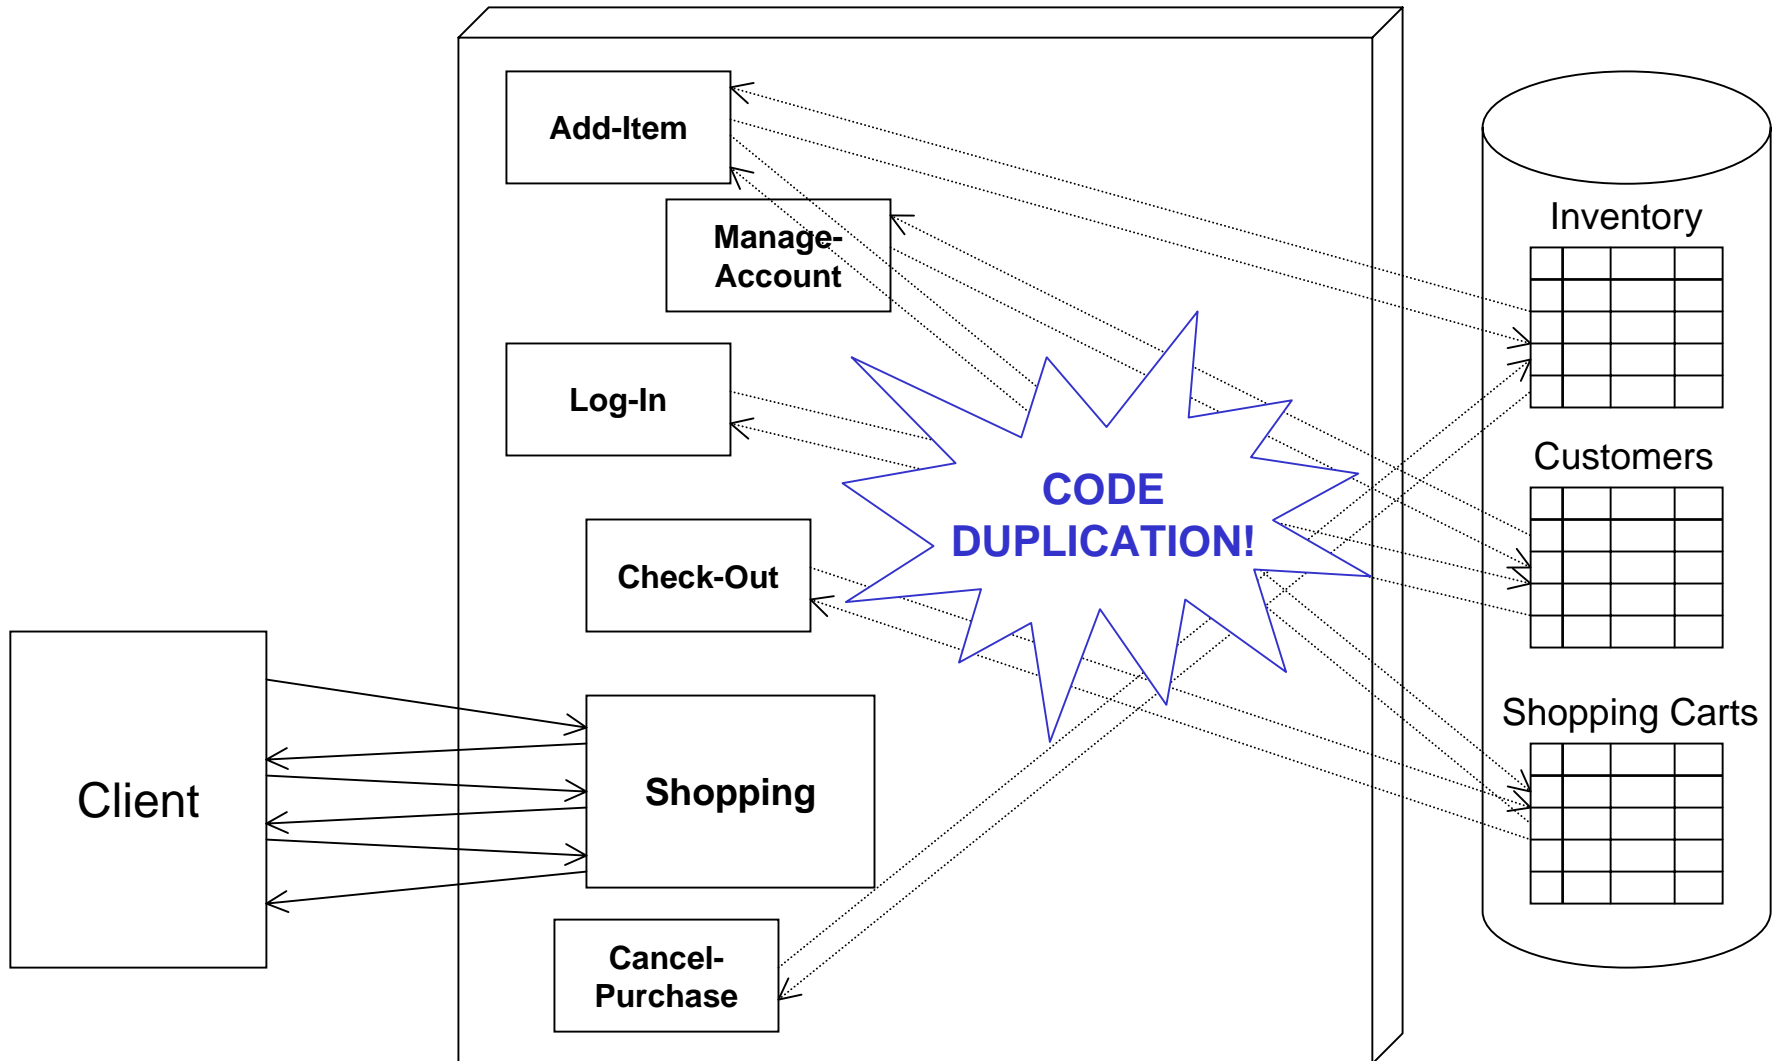 Add-Item
Manage-
Account
Log-In
Check-Out
Client
Shopping
Cancel-
Purchase
CODE
DUPLICATION!
Inventory
Customers
Shopping Carts